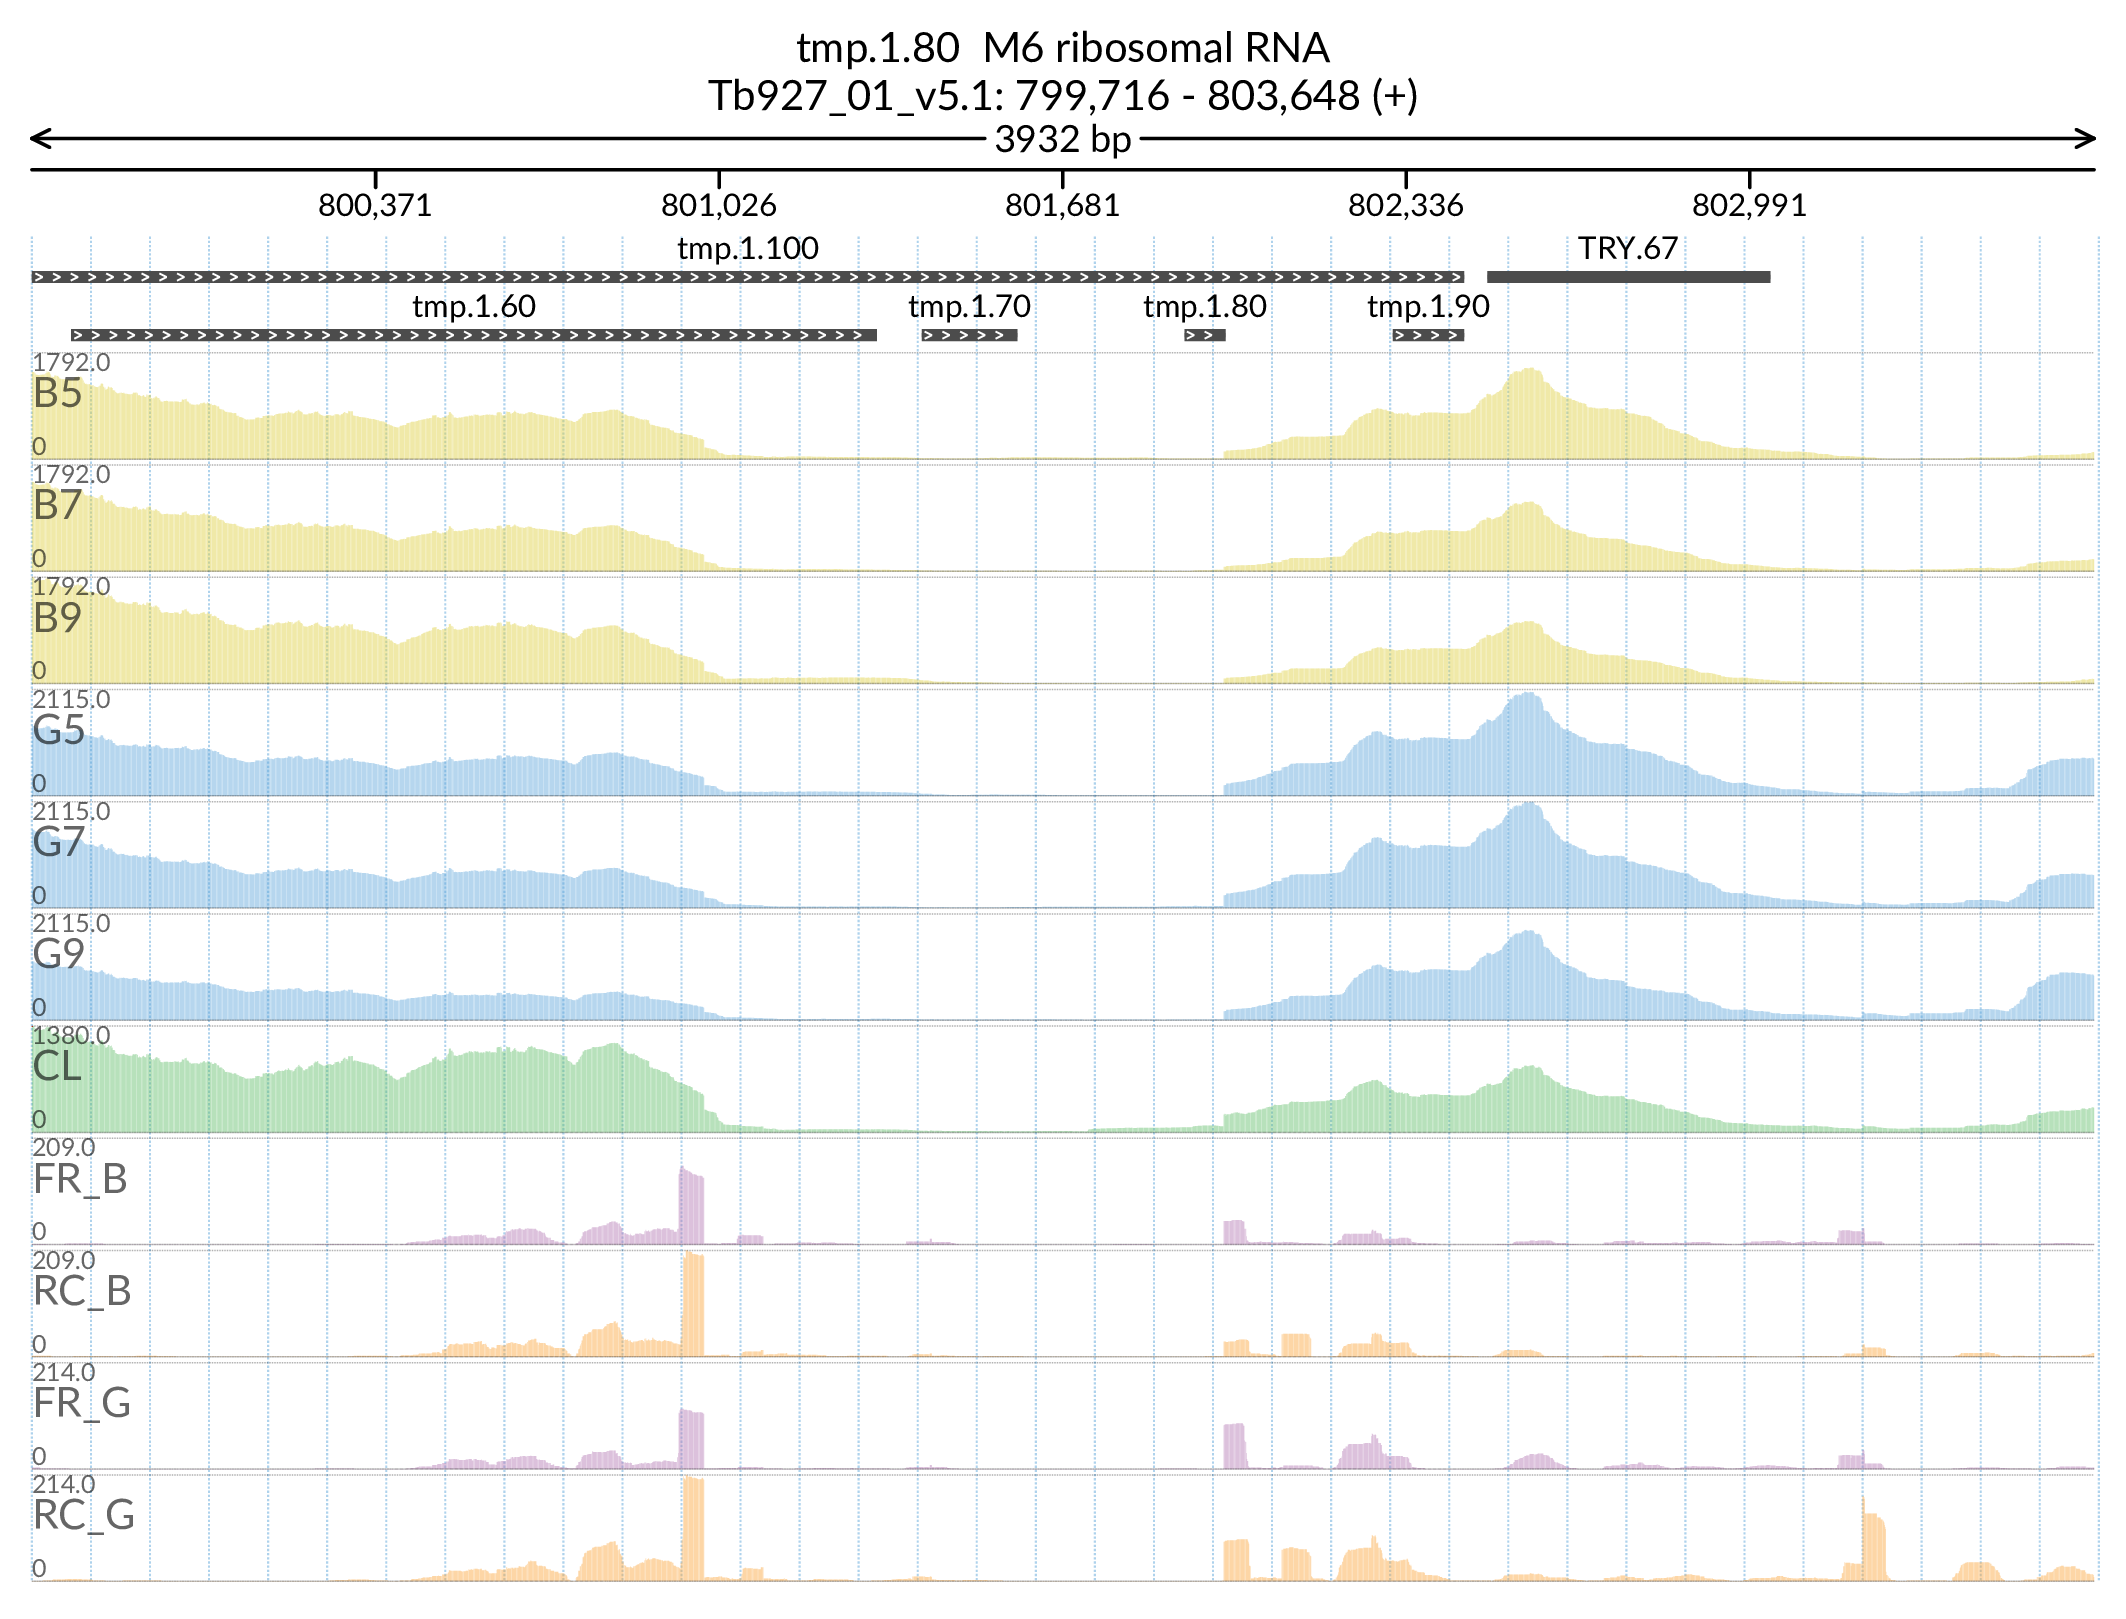 tmp.1.80 M6 ribosomal RNA
Tb927_01_v5.1: 799,716 - 803,648 (+)
3932 bp
800,371 801,026 801,681 802,336 802,991
tmp.1.100 TRY.67
tmp.1.60 tmp.1.70 tmp.1.80 tmp.1.90
1792.0
B5
0
1792.0
B7
0
1792.0
B9
0
2115.0
G5
0
2115.0
G7
0
2115.0
G9
0
1380.0
CL
0
209.0
FR_B
0
209.0
RC_B
0
214.0
FR_G
0
214.0
RC_G
0